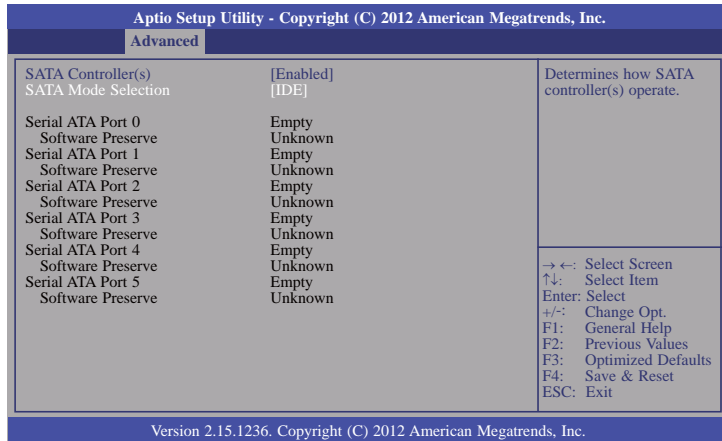 Aptio Setup Utility - Copyright (C) 2012 American Megatrends, Inc.
Advanced
SATA Controller(s) [Enabled]
SATA Mode Selection [IDE]
Serial ATA Port 0 Empty
Software Preserve Unknown
Serial ATA Port 1 Empty
Software Preserve Unknown
Serial ATA Port 2 Empty
Software Preserve Unknown
Serial ATA Port 3 Empty
Software Preserve Unknown
Serial ATA Port 4 Empty
Software Preserve Unknown
Serial ATA Port 5 Empty
Software Preserve Unknown
Determines how SATA
controller(s) operate.
→ ←: Select Screen
↑↓: Select Item
Enter: Select
+/-: Change Opt.
F1: General Help
F2: Previous Values
F3: Optimized Defaults
F4: Save & Reset
ESC: Exit
Version 2.15.1236. Copyright (C) 2012 American Megatrends, Inc.